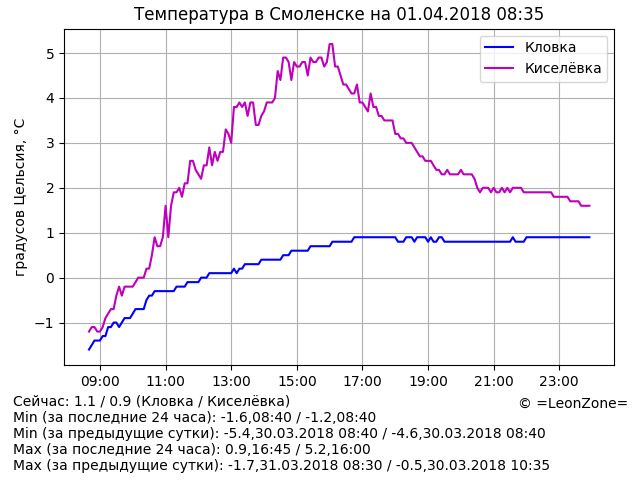 Температура в Смоленске на 01.04.2018 08:35
градусов Цельсия, °C
5
4
3
2
1
0
−1
Кловка
Киселёвка
09:00 11:00 13:00 15:00 17:00 19:00 21:00 23:00
Сейчас: 1.1 / 0.9 (Кловка / Киселёвка)
© =LeonZone=
Min (за последние 24 часа): -1.6,08:40 / -1.2,08:40
Min (за предыдущие сутки): -5.4,30.03.2018 08:40 / -4.6,30.03.2018 08:40
Max (за последние 24 часа): 0.9,16:45 / 5.2,16:00
Max (за предыдущие сутки): -1.7,31.03.2018 08:30 / -0.5,30.03.2018 10:35